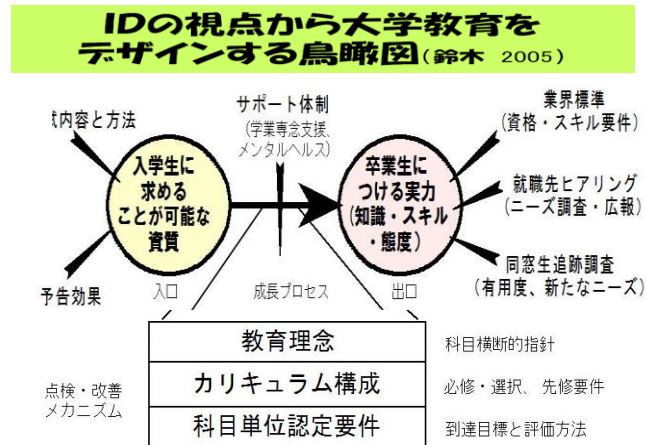 IDの視点から大学教育を
デザインする鳥瞰図(鈴木 2005)
内容と方法
サポート体制
(学業専念支援、
メンタルヘルス)
業界標準
(資格・スキル要件)
入学生に
求める
ことが可能な
資質
卒業生に
つける実力
(知識・スキル
・態度)
就職先ヒアリング
(ニーズ調査・広報)
同窓生追跡調査
(有用度、新たなニーズ)
予告効果
入口
成長プロセス
出口
教育理念
科目横断的指針
点検・改善
メカニズム
カリキュラム構成
必修・選択、先修要件
科目単位認定要件
到達目標と評価方法